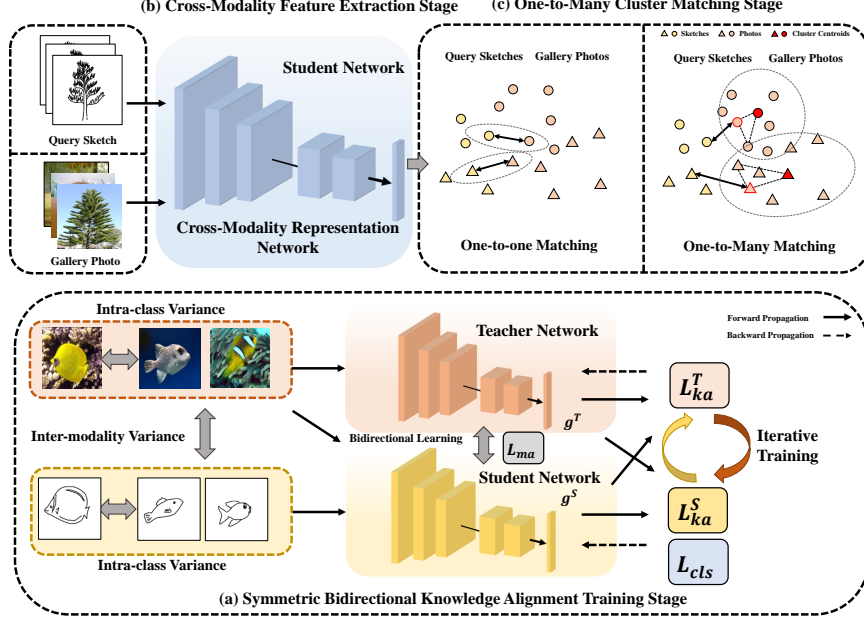 (b) Cross-Modality Feature Extraction Stage
(c) One-to-Many Cluster Matching Stage
Query Sketch
Gallery Photo
Student Network
Cross-Modality Representation
Network
Query Sketches
Gallery Photos
One-to-one Matching
Sketches
Photos
Cluster Centroids
Query Sketches
Gallery Photos
One-to-Many Matching
Intra-class Variance
Inter-modality Variance
Intra-class Variance
Teacher Network
g^T
Bidirectional Learning
L_ma
Student Network
g^S
Forward Propagation
Backward Propagation
L_ka^T
Iterative
Training
L_ka^S
L_cls
(a) Symmetric Bidirectional Knowledge Alignment Training Stage